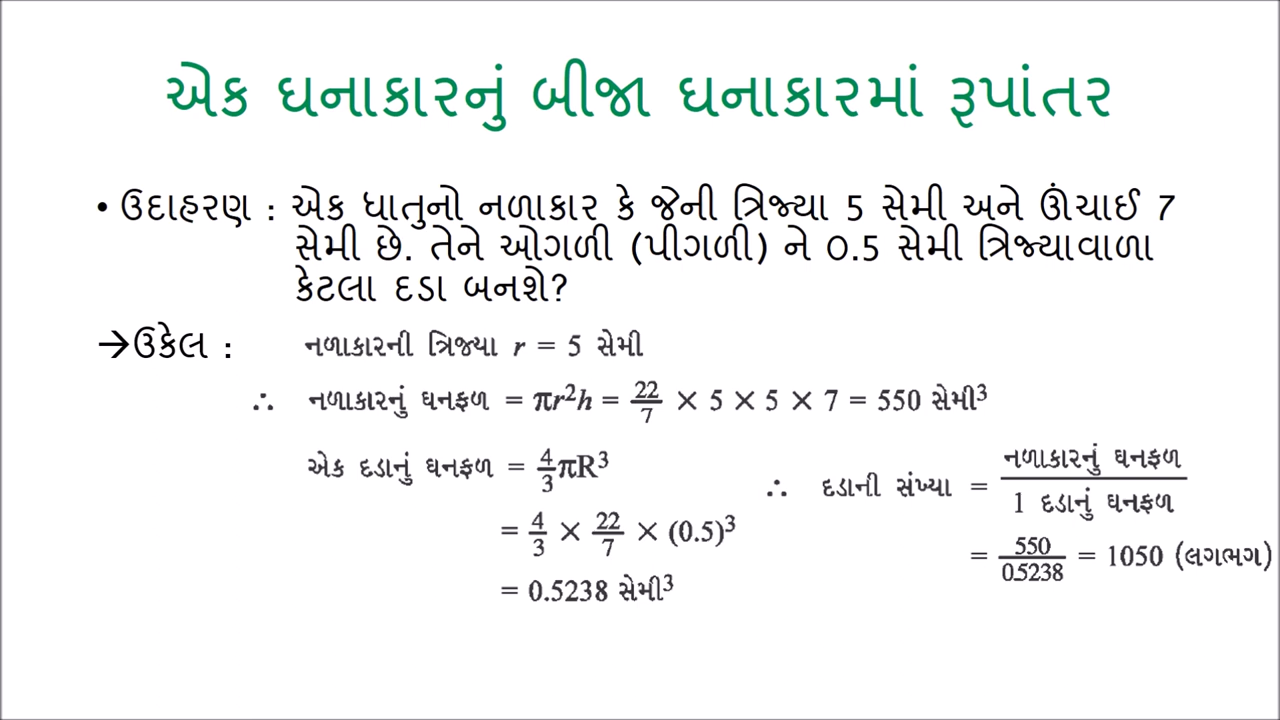 એક ઘનાકારનું બીજા ઘનાકારમાં રૂપાંતર
• ઉદાહરણ : એક ધાતુનો નળાકાર કે જેની ત્રિજ્યા 5 સેમી અને ઊંચાઈ 7
સેમી છે. તેને ઓગળી (પીગળી) ને 0.5 સેમી ત્રિજ્યાવાળા
કેટલા દડા બનશે?
→ઉકેલ : નળાકારની ત્રિજ્યા r = 5 સેમી
∴ નળાકારનું ઘનફળ = πr²h = 22/7 × 5 × 5 × 7 = 550 સેમી³
એક દડાનું ઘનફળ = 4/3 πR³
= 4/3 × 22/7 × (0.5)³
= 0.5238 સેમી³
∴ દડાની સંખ્યા = નળાકારનું ઘનફળ / 1 દડાનું ઘનફળ
= 550/0.5238 = 1050 (લગભગ)